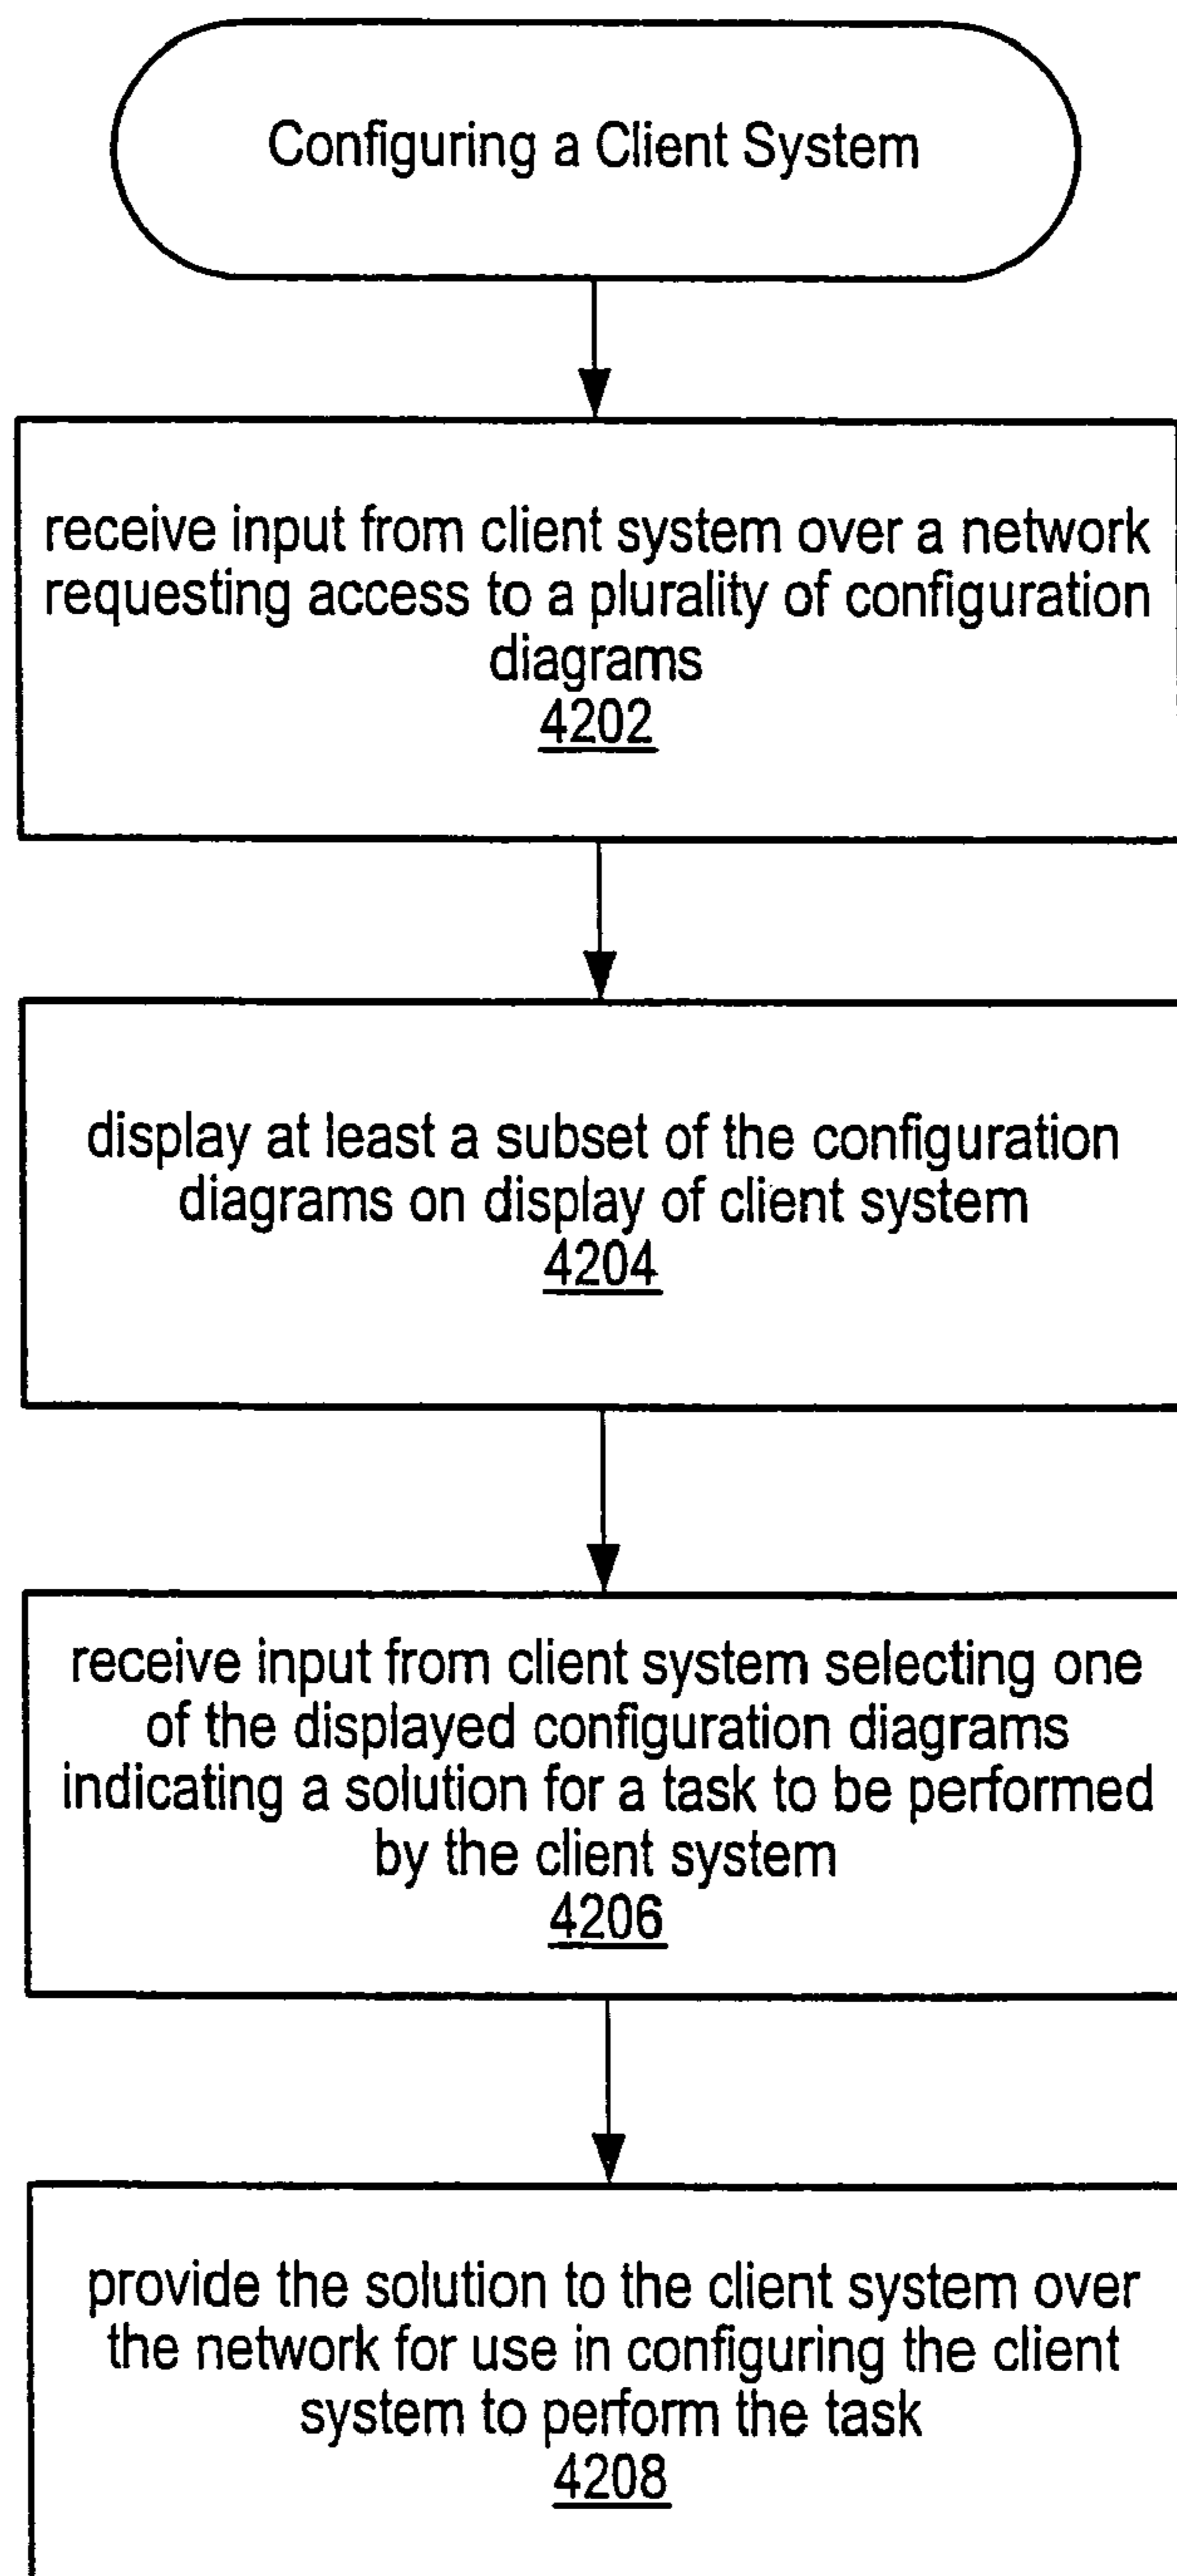 Configuring a Client System
receive input from client system over a network
requesting access to a plurality of configuration
diagrams
4202
display at least a subset of the configuration
diagrams on display of client system
4204
receive input from client system selecting one
of the displayed configuration diagrams
indicating a solution for a task to be performed
by the client system
4206
provide the solution to the client system over
the network for use in configuring the client
system to perform the task
4208